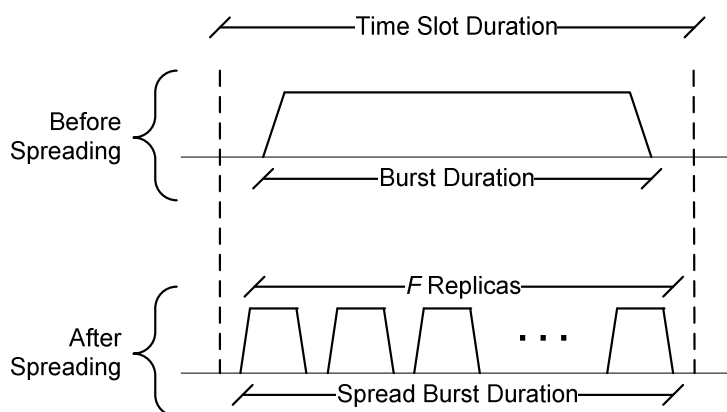 Time Slot Duration
Before
Spreading
Burst Duration
F Replicas
After
Spreading
. . .
Spread Burst Duration